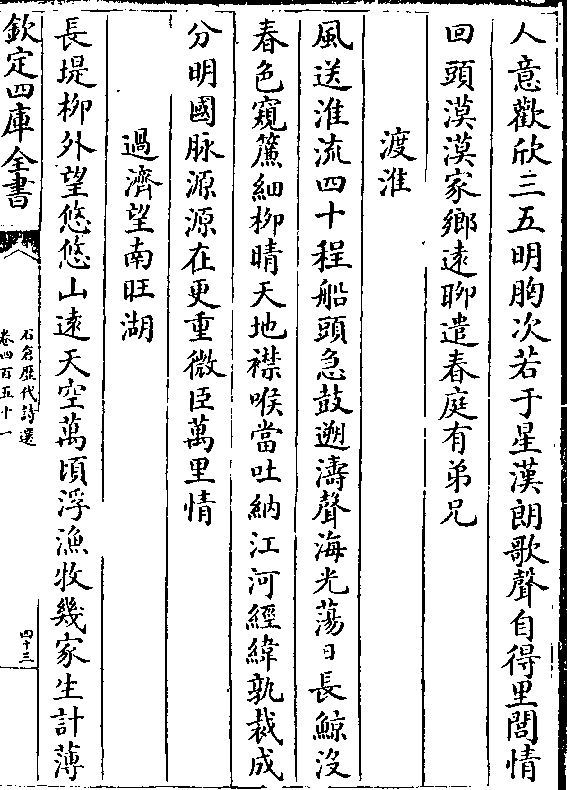 人意歡欣三五明胸次若于星漢朗歌聲自得里閭情
回頭漠漠家鄉遠聊遣春庭有弟兄
渡淮
風送淮流四十程船頭急鼓遡濤聲海光蕩日長鯨沒
春色窺簾細柳晴天地襟喉當吐納江河經緯孰裁成
分明國脉源源在更重微臣萬里情
過濟望南旺湖
長堤柳外望悠悠山遠天空萬頃浮漁牧幾家生計薄
欽定四庫全書
石倉歷代詩選
卷四百五十一
四十三